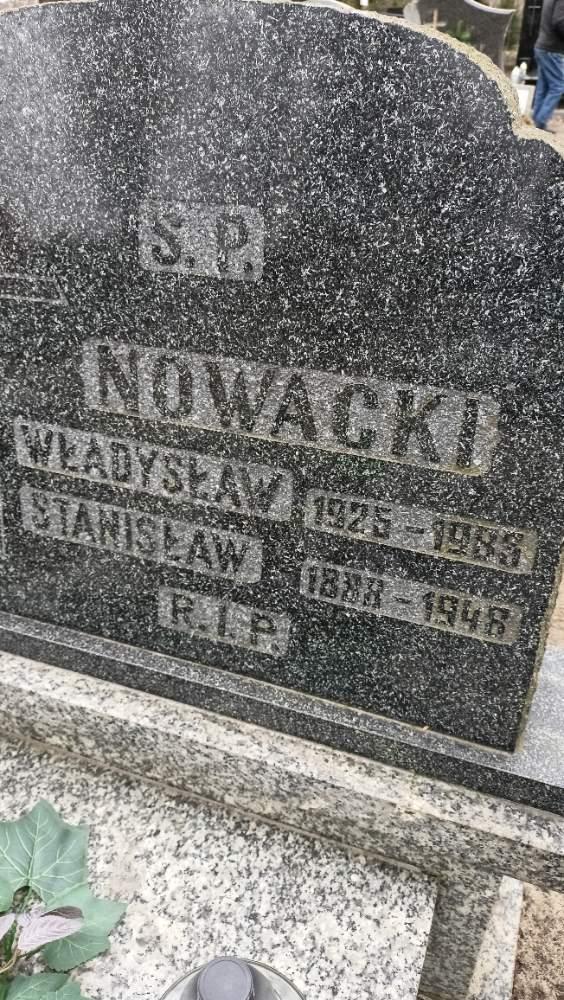 S. P.
NOWACKI
WŁADYSŁAW 1925 - 1985
STANISŁAW 1888 - 1946
R. I. P.